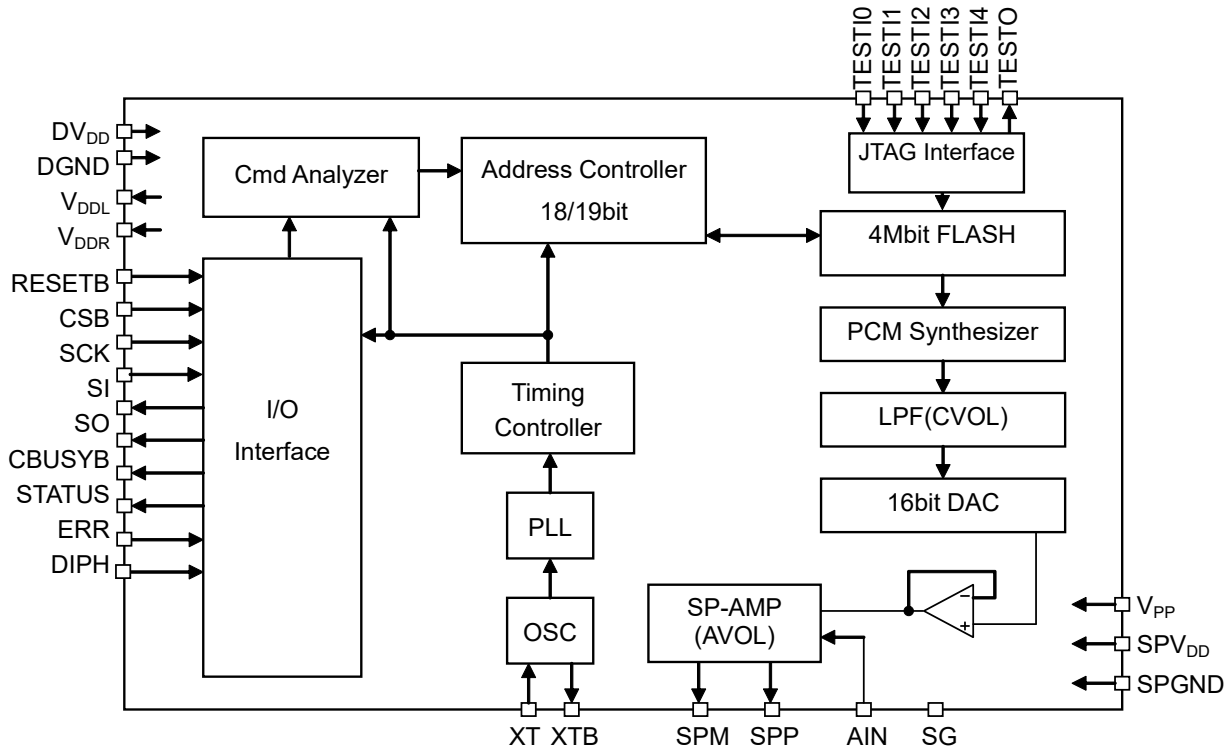 TESTI0
TESTI1
TESTI2
TESTI3
TESTI4
TESTO
DVDD
DGND
VDDL
VDDR
RESETB
CSB
SCK
SI
SO
CBUSYB
STATUS
ERR
DIPH
Cmd Analyzer
Address Controller
18/19bit
JTAG Interface
4Mbit FLASH
PCM Synthesizer
I/O
Interface
Timing
Controller
LPF(CVOL)
16bit DAC
PLL
OSC
SP-AMP
(AVOL)
−
+
VPP
SPVDD
SPGND
XT
XTB
SPM
SPP
AIN
SG